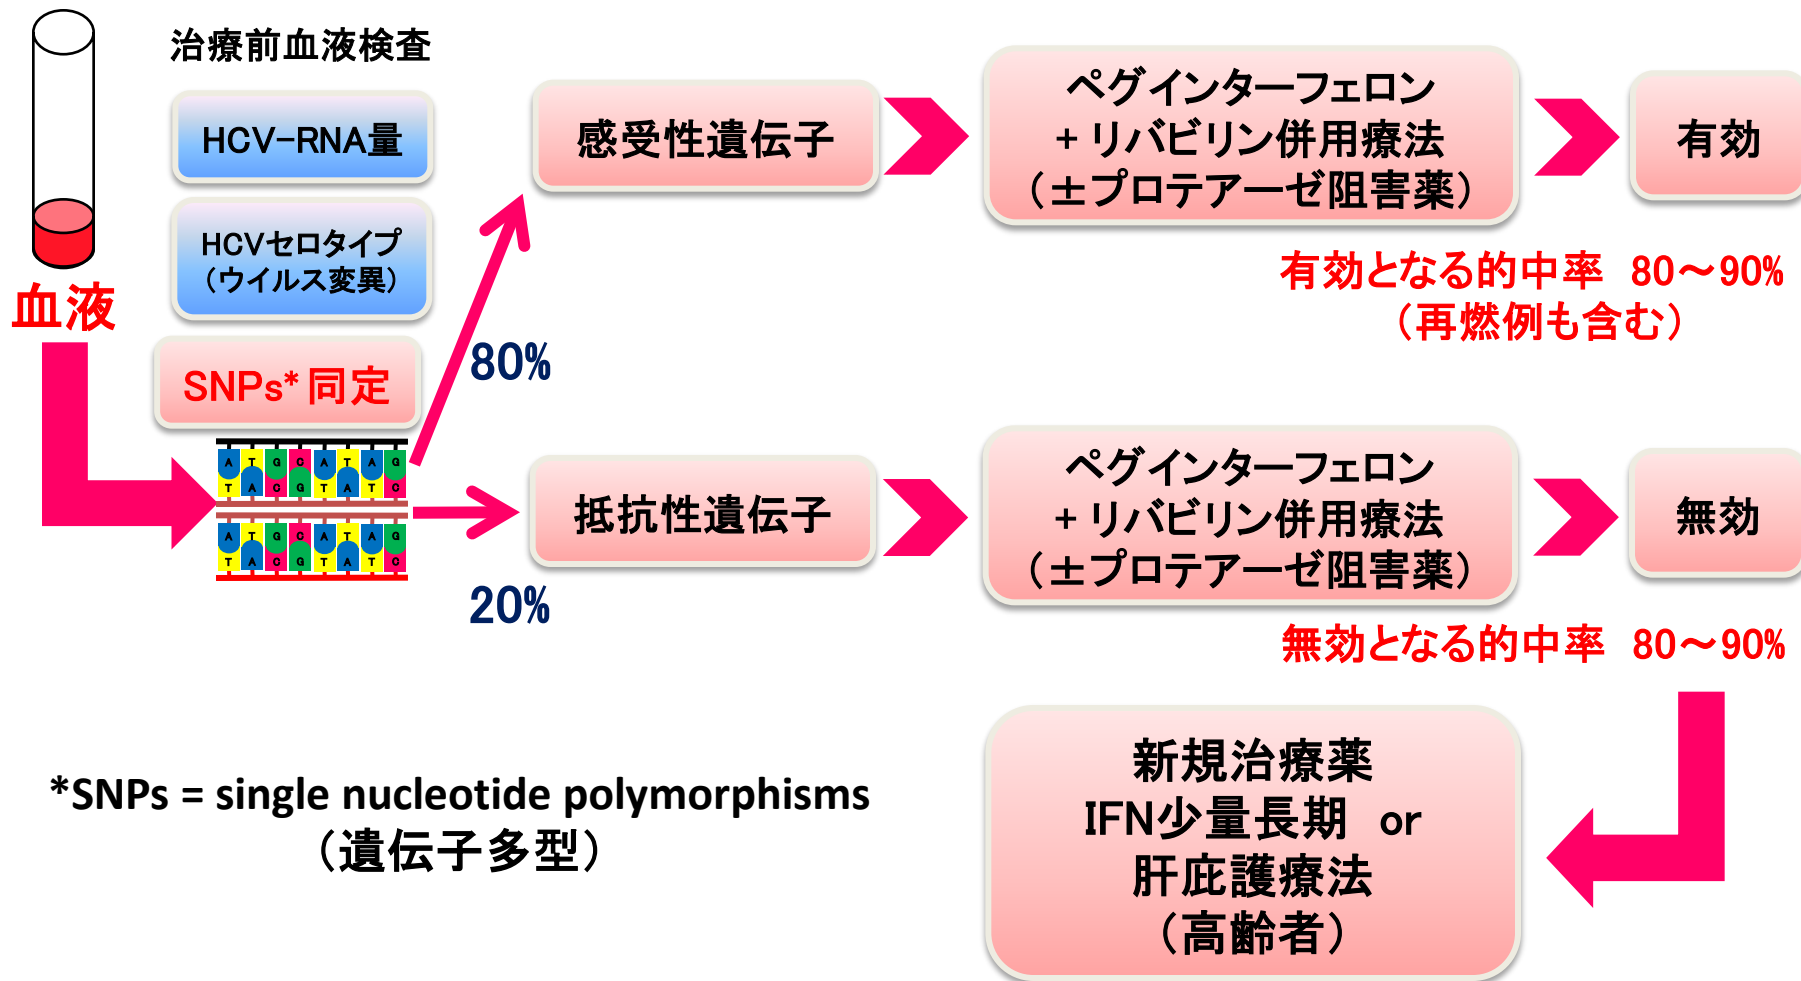 治療前血液検査
HCV-RNA量
HCVセロタイプ
（ウイルス変異）
SNPs* 同定
血液
A T G C A T A G
T A C G T A T C
A T G C A T A G
T A C G T A T C
80%
20%
感受性遺伝子
ペグインターフェロン
+ リバビリン併用療法
（±プロテアーゼ阻害薬）
有効
有効となる的中率 80～90%
（再燃例も含む）
抵抗性遺伝子
ペグインターフェロン
+ リバビリン併用療法
（±プロテアーゼ阻害薬）
無効
無効となる的中率 80～90%
新規治療薬
IFN少量長期 or
肝庇護療法
（高齢者）
*SNPs = single nucleotide polymorphisms
（遺伝子多型）